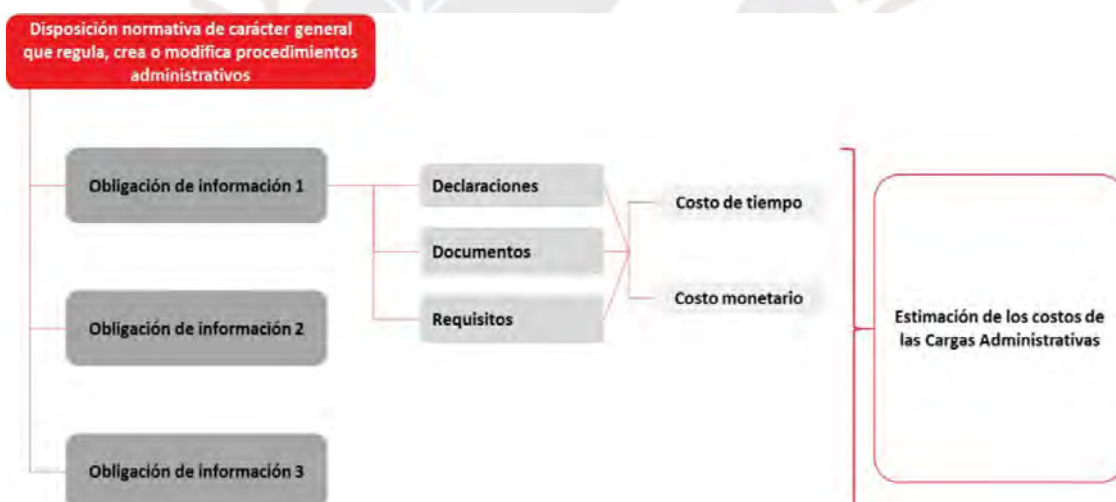 Disposición normativa de carácter general
que regula, crea o modifica procedimientos
administrativos
Obligación de información 1
Declaraciones
Documentos
Requisitos
Costo de tiempo
Costo monetario
Obligación de información 2
Obligación de información 3
Estimación de los costos de
las Cargas Administrativas